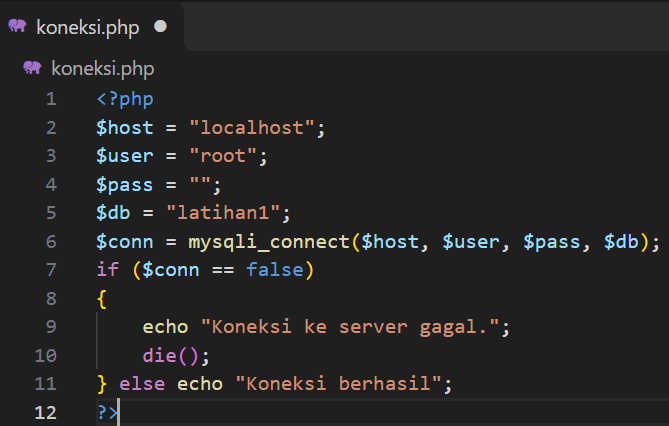 koneksi.php
koneksi.php
1 <?php
2 $host = "localhost";
3 $user = "root";
4 $pass = "";
5 $db = "latihan1";
6 $conn = mysqli_connect($host, $user, $pass, $db);
7 if ($conn == false)
8 {
9 echo "Koneksi ke server gagal.";
10 die();
11 } else echo "Koneksi berhasil";
12 ?>